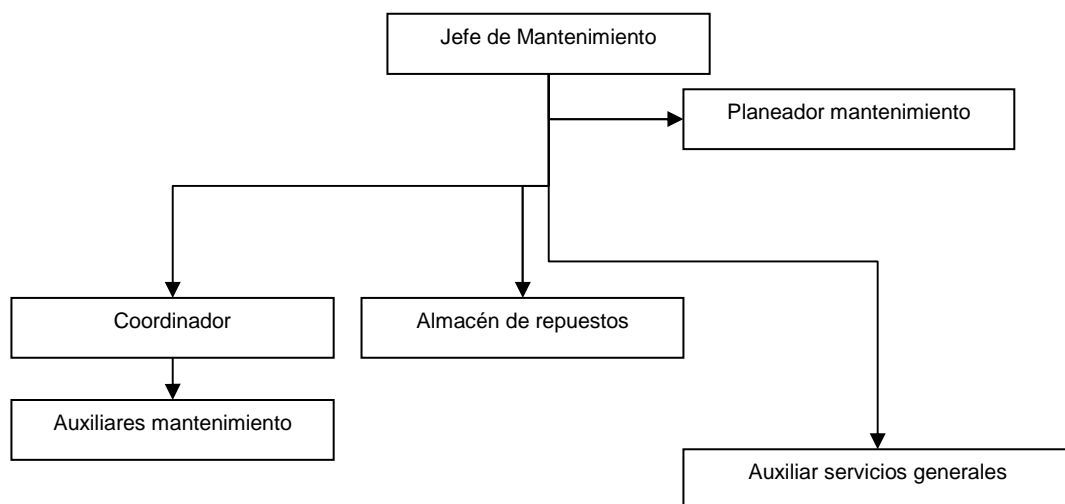 Jefe de Mantenimiento
Planeador mantenimiento
Coordinador
Almacén de repuestos
Auxiliares mantenimiento
Auxiliar servicios generales